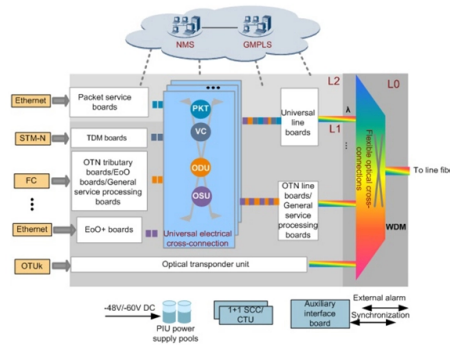 NMS
GMPLS
L2
L0
Ethernet
Packet service
boards
PKT
Universal
line
boards
λ
L1
STM-N
TDM boards
VC
FC
OTN tributary
boards/EoO
boards/General
service processing
boards
ODU
Flexible optical cross-
connections
To line fibe
OSU
OTN line
boards/
General
service
processing
boards
Ethernet
EoO+ boards
Universal electrical
cross-connection
WDM
OTUk
Optical transponder unit
-48V/-60V DC
PIU power
supply pools
1+1 SCC/
CTU
Auxiliary
interface
board
External alarm
Synchronization